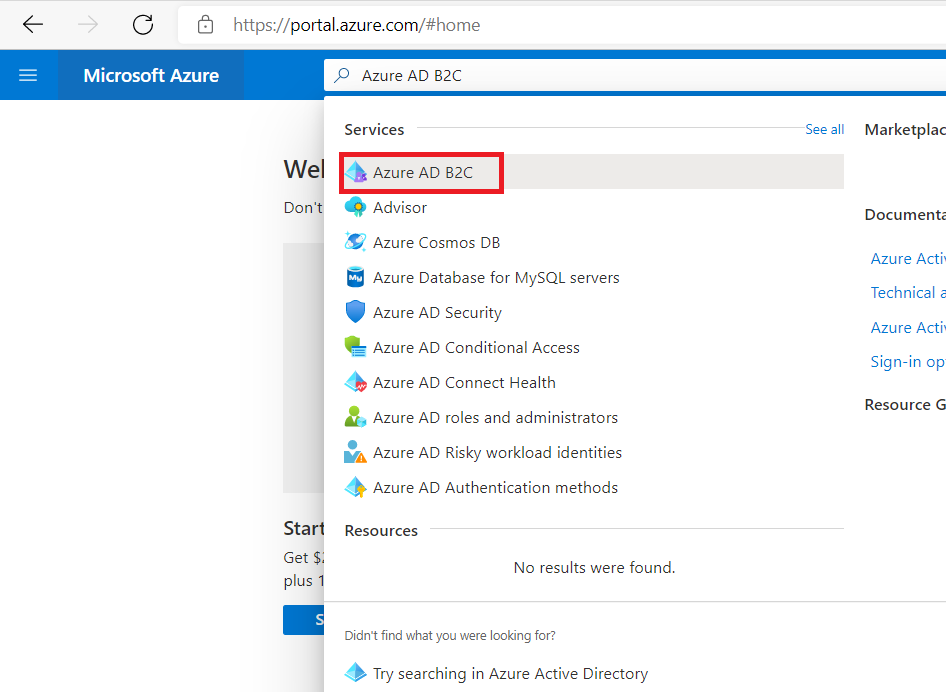 https://portal.azure.com/#home
Microsoft Azure
Azure AD B2C
Services
See all
Azure AD B2C
Advisor
Azure Cosmos DB
Azure Database for MySQL servers
Azure AD Security
Azure AD Conditional Access
Azure AD Connect Health
Azure AD roles and administrators
Azure AD Risky workload identities
Azure AD Authentication methods
Resources
No results were found.
Didn't find what you were looking for?
Try searching in Azure Active Directory
Marketplac
Documenta
Azure Activ
Technical a
Azure Activ
Sign-in op
Resource G
Wel
Don't
Start
Get $2
plus 1
S